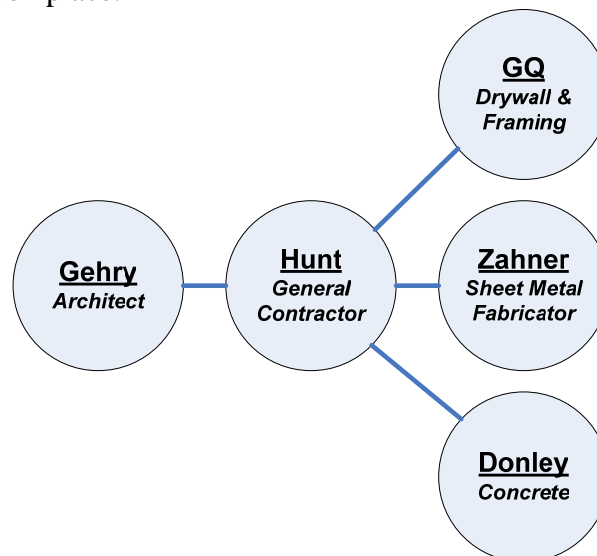 GQ
Drywall &
Framing
Gehry
Architect
Hunt
General
Contractor
Zahner
Sheet Metal
Fabricator
Donley
Concrete